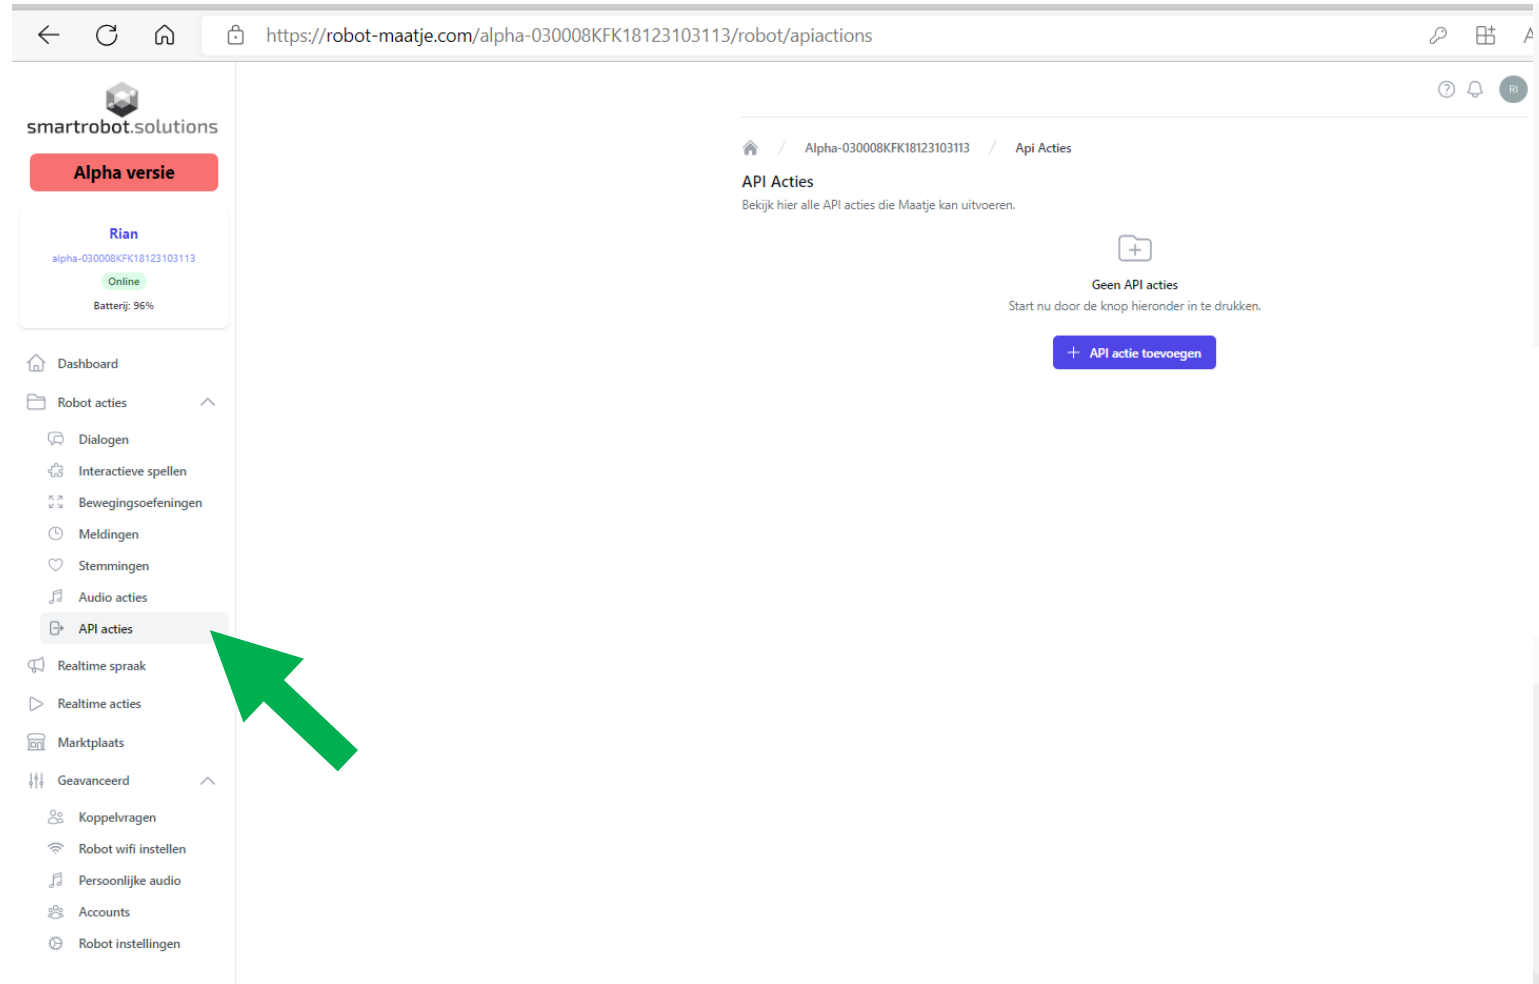 https://robot-maatje.com/alpha-030008KFK18123103113/robot/apiactions
smartrobot.solutions
Alpha versie
Rian
alpha-030008KFK18123103113
Online
Batterij: 96%
Dashboard
Robot acties
Dialogen
Interactieve spellen
Bewegingsoefeningen
Meldingen
Stemmingen
Audio acties
API acties
Realtime spraak
Realtime acties
Marktplaats
Geavanceerd
Koppelvragen
Robot wifi instellen
Persoonlijke audio
Accounts
Robot instellingen
RI
Alpha-030008KFK18123103113 / Api Acties
API Acties
Bekijk hier alle API acties die Maatje kan uitvoeren.
Geen API acties
Start nu door de knop hieronder in te drukken.
API actie toevoegen